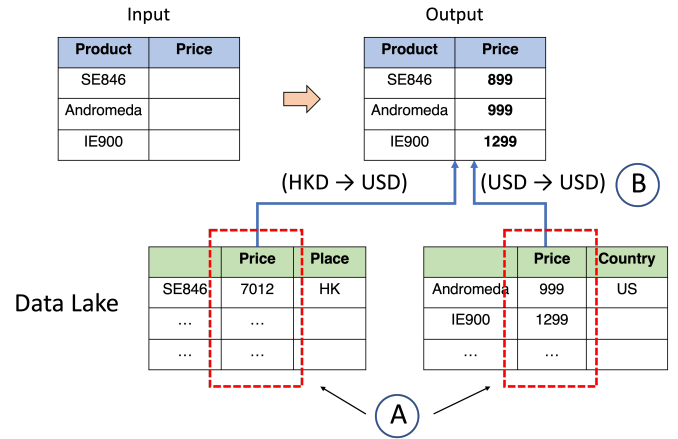 Input
Output
Product Price
SE846
Andromeda
IE900
Product Price
SE846 899
Andromeda 999
IE900 1299
(HKD → USD)
(USD → USD)
B
Data Lake
Price Place
SE846 7012 HK
... ...
... ...
Price Country
Andromeda 999 US
IE900 1299
... ...
A